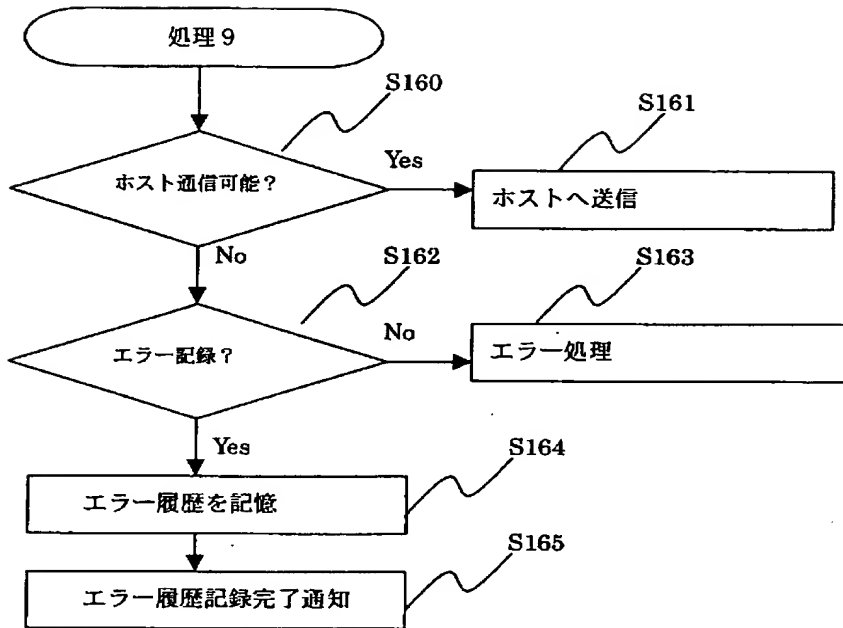 処理９
S160
S161
ホスト通信可能？
Yes
ホストへ送信
No
S162
S163
エラー記録？
No
エラー処理
Yes
S164
エラー履歴を記憶
S165
エラー履歴記録完了通知